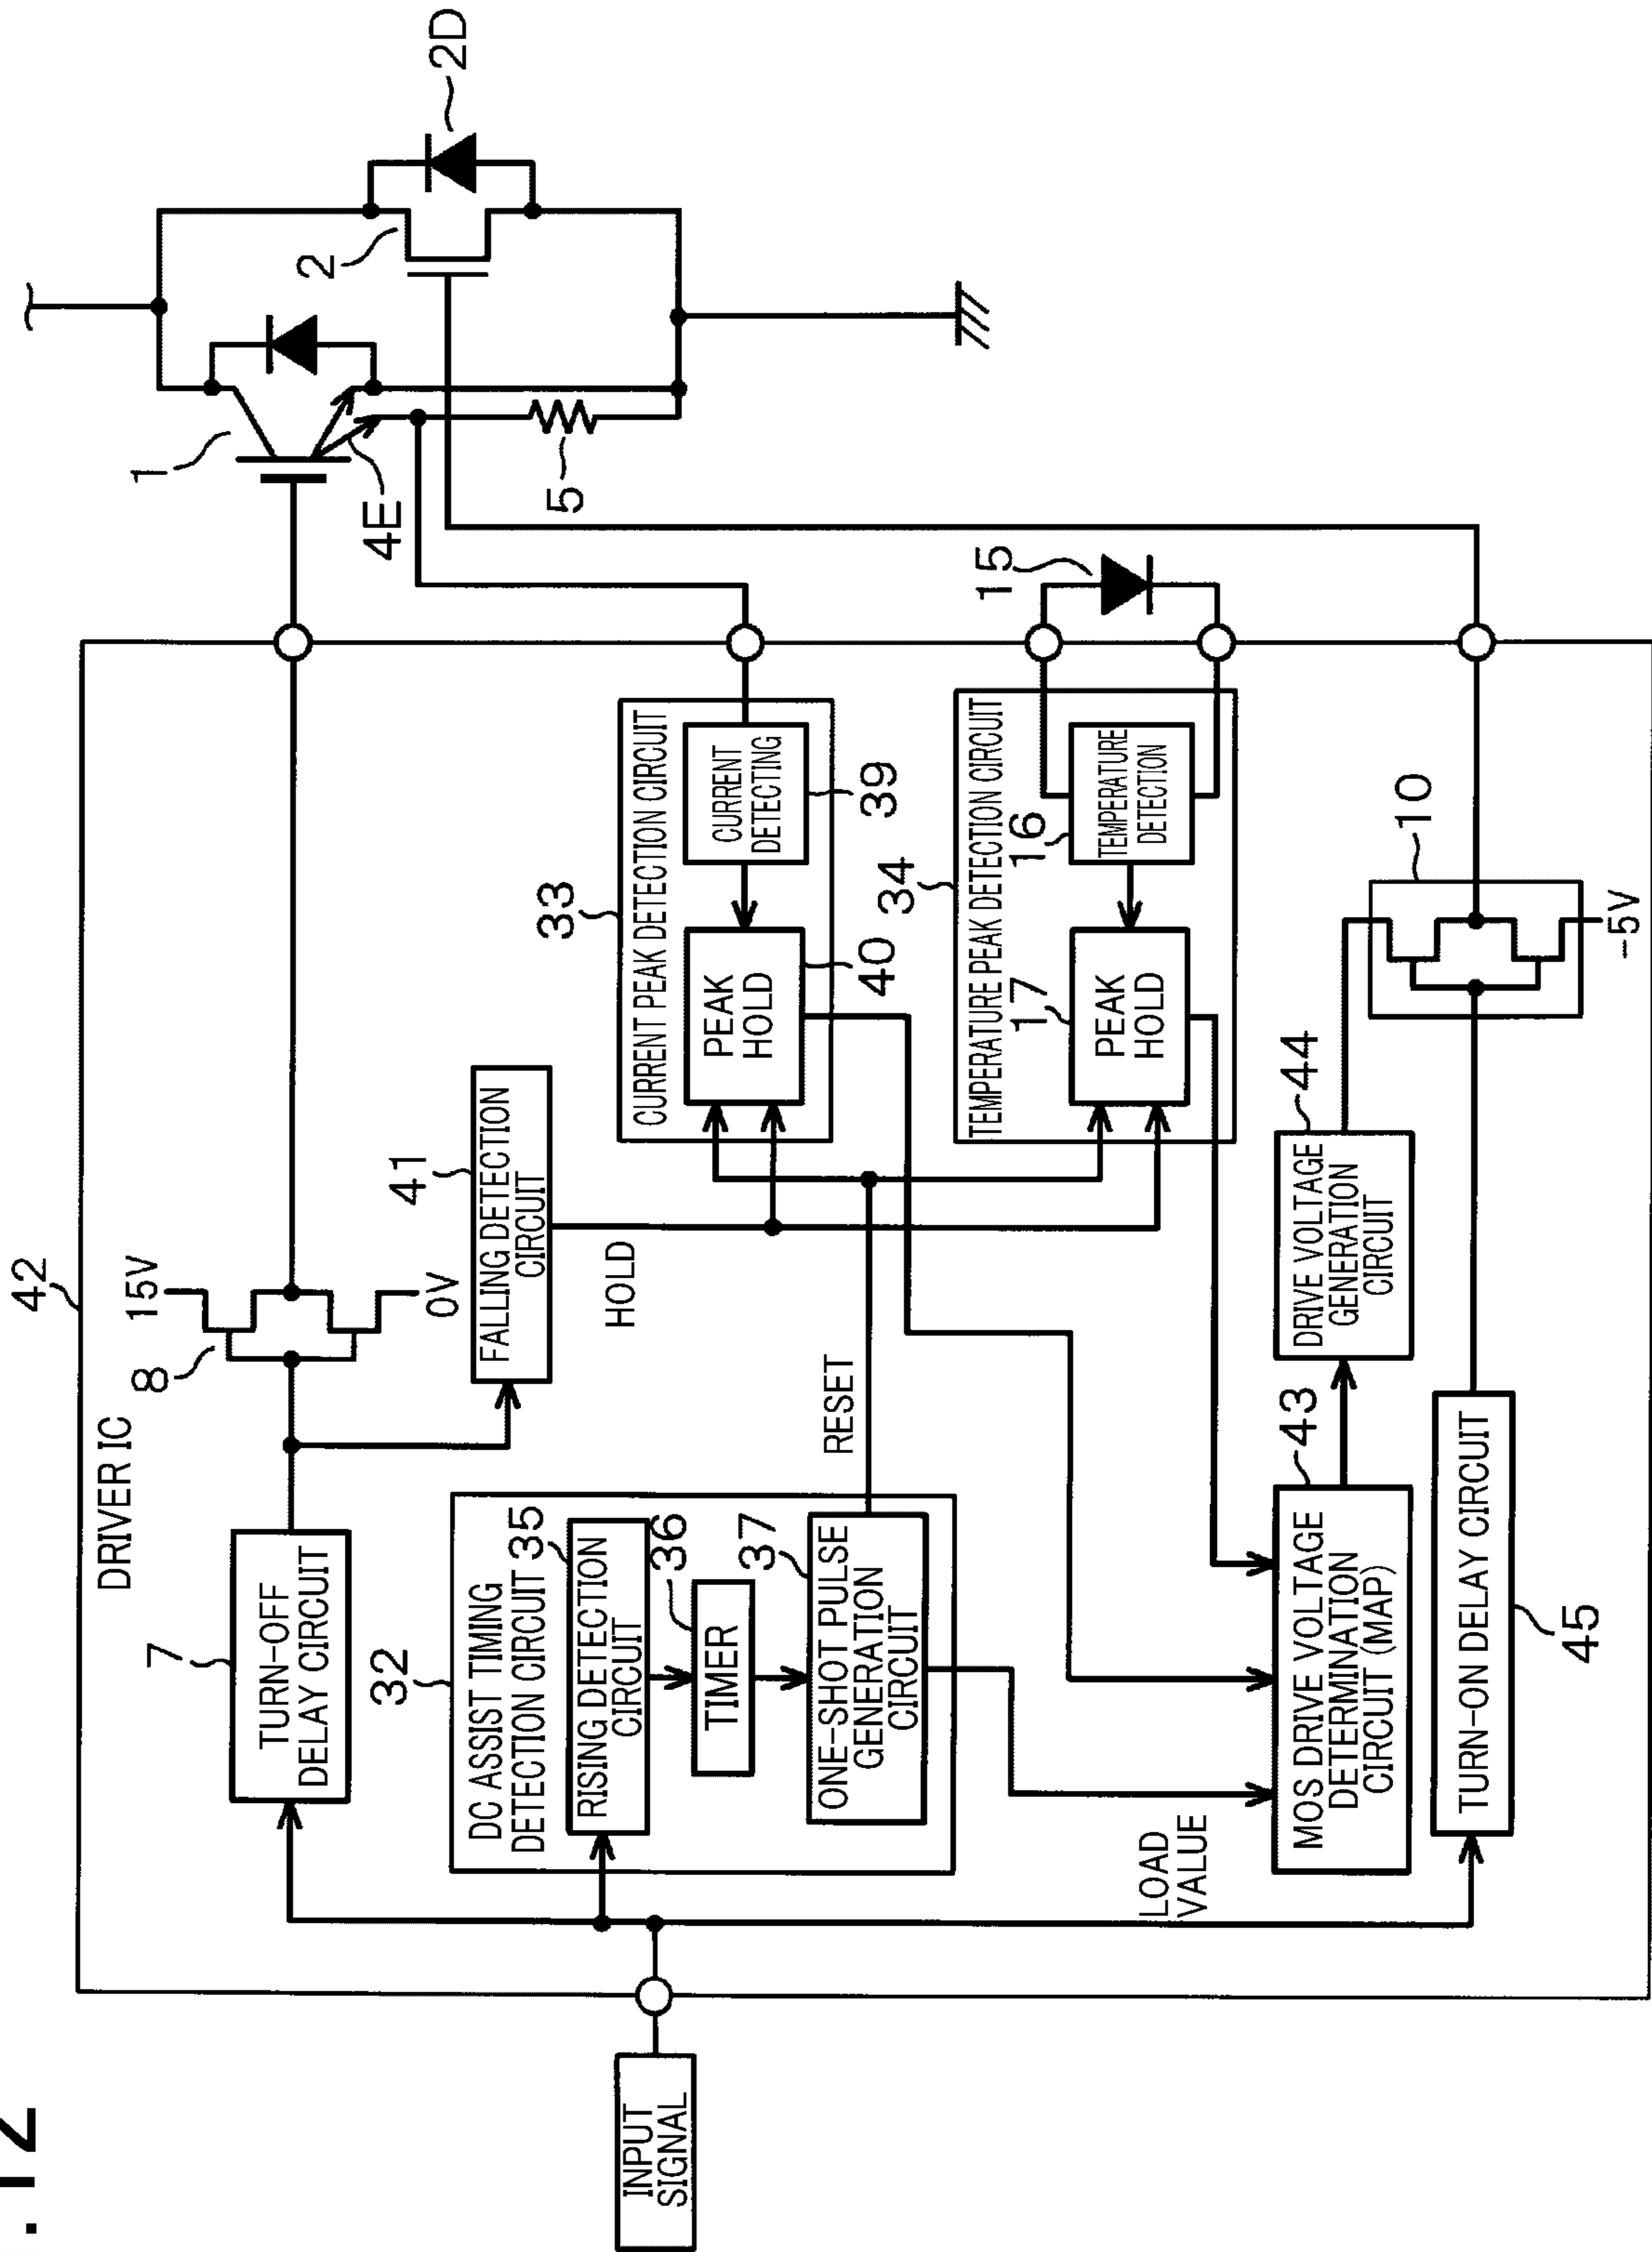 . 12
42
DRIVER IC
7
TURN-OFF
DELAY CIRCUIT
8
15V
0V
41
FALLING DETECTION
CIRCUIT
HOLD
32
DC ASSIST TIMING
DETECTION CIRCUIT
35
RISING DETECTION
CIRCUIT
36
TIMER
37
ONE-SHOT PULSE
GENERATION
CIRCUIT
RESET
INPUT
SIGNAL
LOAD
VALUE
33
CURRENT PEAK DETECTION CIRCUIT
PEAK
HOLD
40
CURRENT
DETECTING
39
34
TEMPERATURE PEAK DETECTION CIRCUIT
17
PEAK
HOLD
16
TEMPERATURE
DETECTION
15
43
MOS DRIVE VOLTAGE
DETERMINATION
CIRCUIT (MAP)
44
DRIVE VOLTAGE
GENERATION
CIRCUIT
10
-5V
TURN-ON DELAY CIRCUIT
45
1
4E
5
2
2D